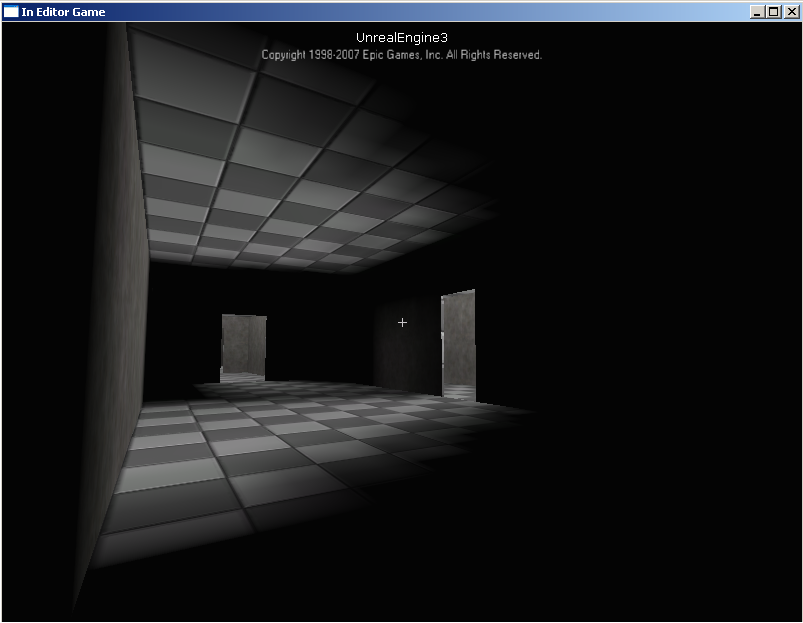 In Editor Game
UnrealEngine3
Copyright 1998-2007 Epic Games, Inc. All Rights Reserved.